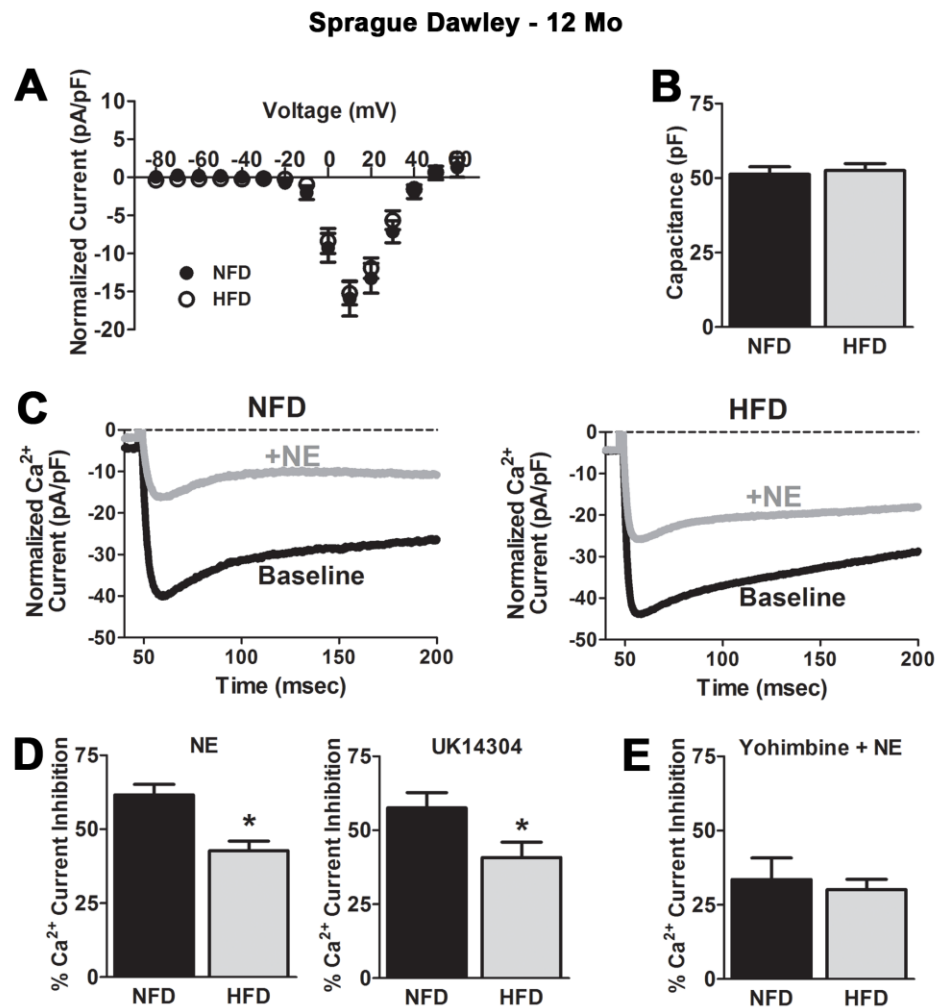 Sprague Dawley - 12 Mo
A
Normalized Current (pA/pF)
Voltage (mV)
10
5
0
-5
-10
-15
-20
-80 -60 -40 -20 0 20 40 60
NFD
HFD
B
Capacitance (pF)
75
50
25
0
NFD HFD
C
NFD
Normalized Ca2+
Current (pA/pF)
0
-10
-20
-30
-40
-50
+NE
Baseline
50 100 150 200
Time (msec)
HFD
Normalized Ca2+
Current (pA/pF)
0
-10
-20
-30
-40
-50
+NE
Baseline
50 100 150 200
Time (msec)
D
NE
% Ca2+ Current Inhibition
75
50
25
0
*
NFD HFD
UK14304
% Ca2+ Current Inhibition
75
50
25
0
*
NFD HFD
E
Yohimbine + NE
% Ca2+ Current Inhibition
75
50
25
0
NFD HFD